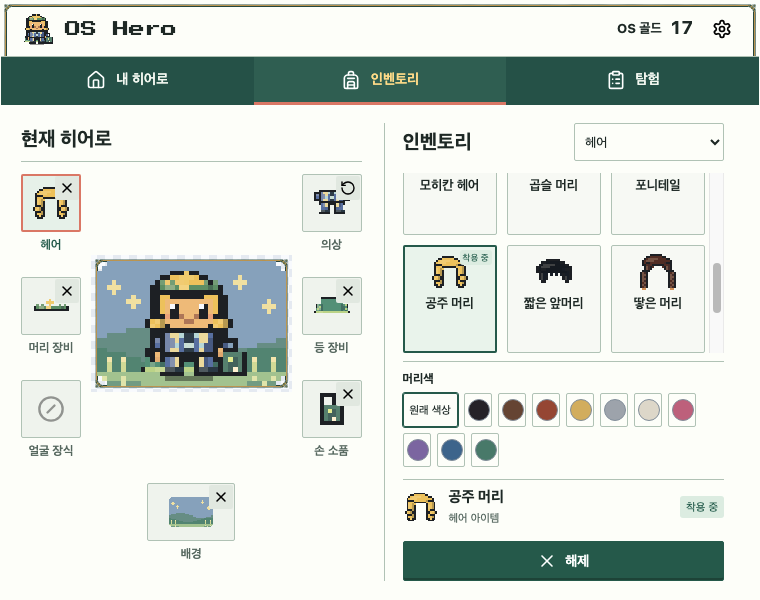 OS Hero
OS 골드 17
내 히어로
인벤토리
탐험
현재 히어로
헤어
의상
머리 장비
등 장비
얼굴 장식
손 소품
배경
인벤토리
헤어
모히칸 헤어
곱슬 머리
포니테일
착용 중
공주 머리
짧은 앞머리
땋은 머리
머리색
원래 색상
공주 머리
헤어 아이템
착용 중
해제